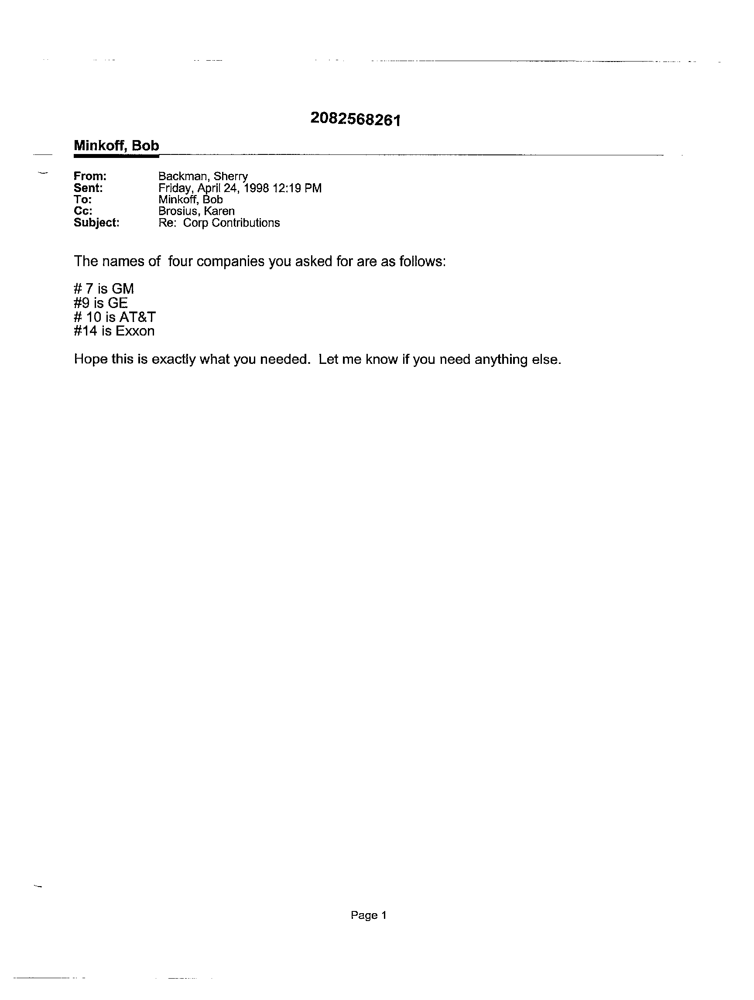 2082568261
Minkoff, Bob
From: Backman, Sherry
Sent: Friday, April 24, 1998 12:19 PM
To: Minkoff, Bob
Cc: Brosius, Karen
Subject: Re: Corp Contributions
The names of four companies you asked for are as follows:
# 7 is GM
#9 is GE
# 10 is AT&T
#14 is Exxon
Hope this is exactly what you needed. Let me know if you need anything else.
Page 1